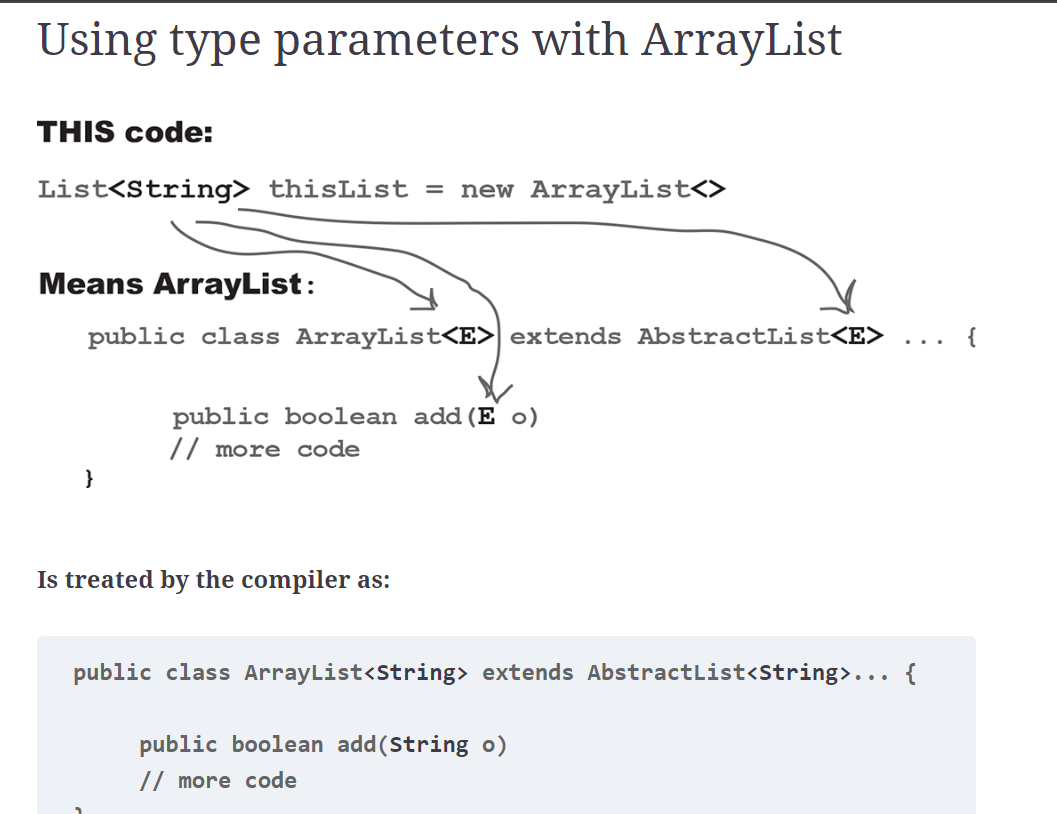 Using type parameters with ArrayList
THIS code:
List<String> thisList = new ArrayList<>
Means ArrayList:
public class ArrayList<E> extends AbstractList<E> ... {
public boolean add(E o)
// more code
}
Is treated by the compiler as:
public class ArrayList<String> extends AbstractList<String>... {
public boolean add(String o)
// more code
}